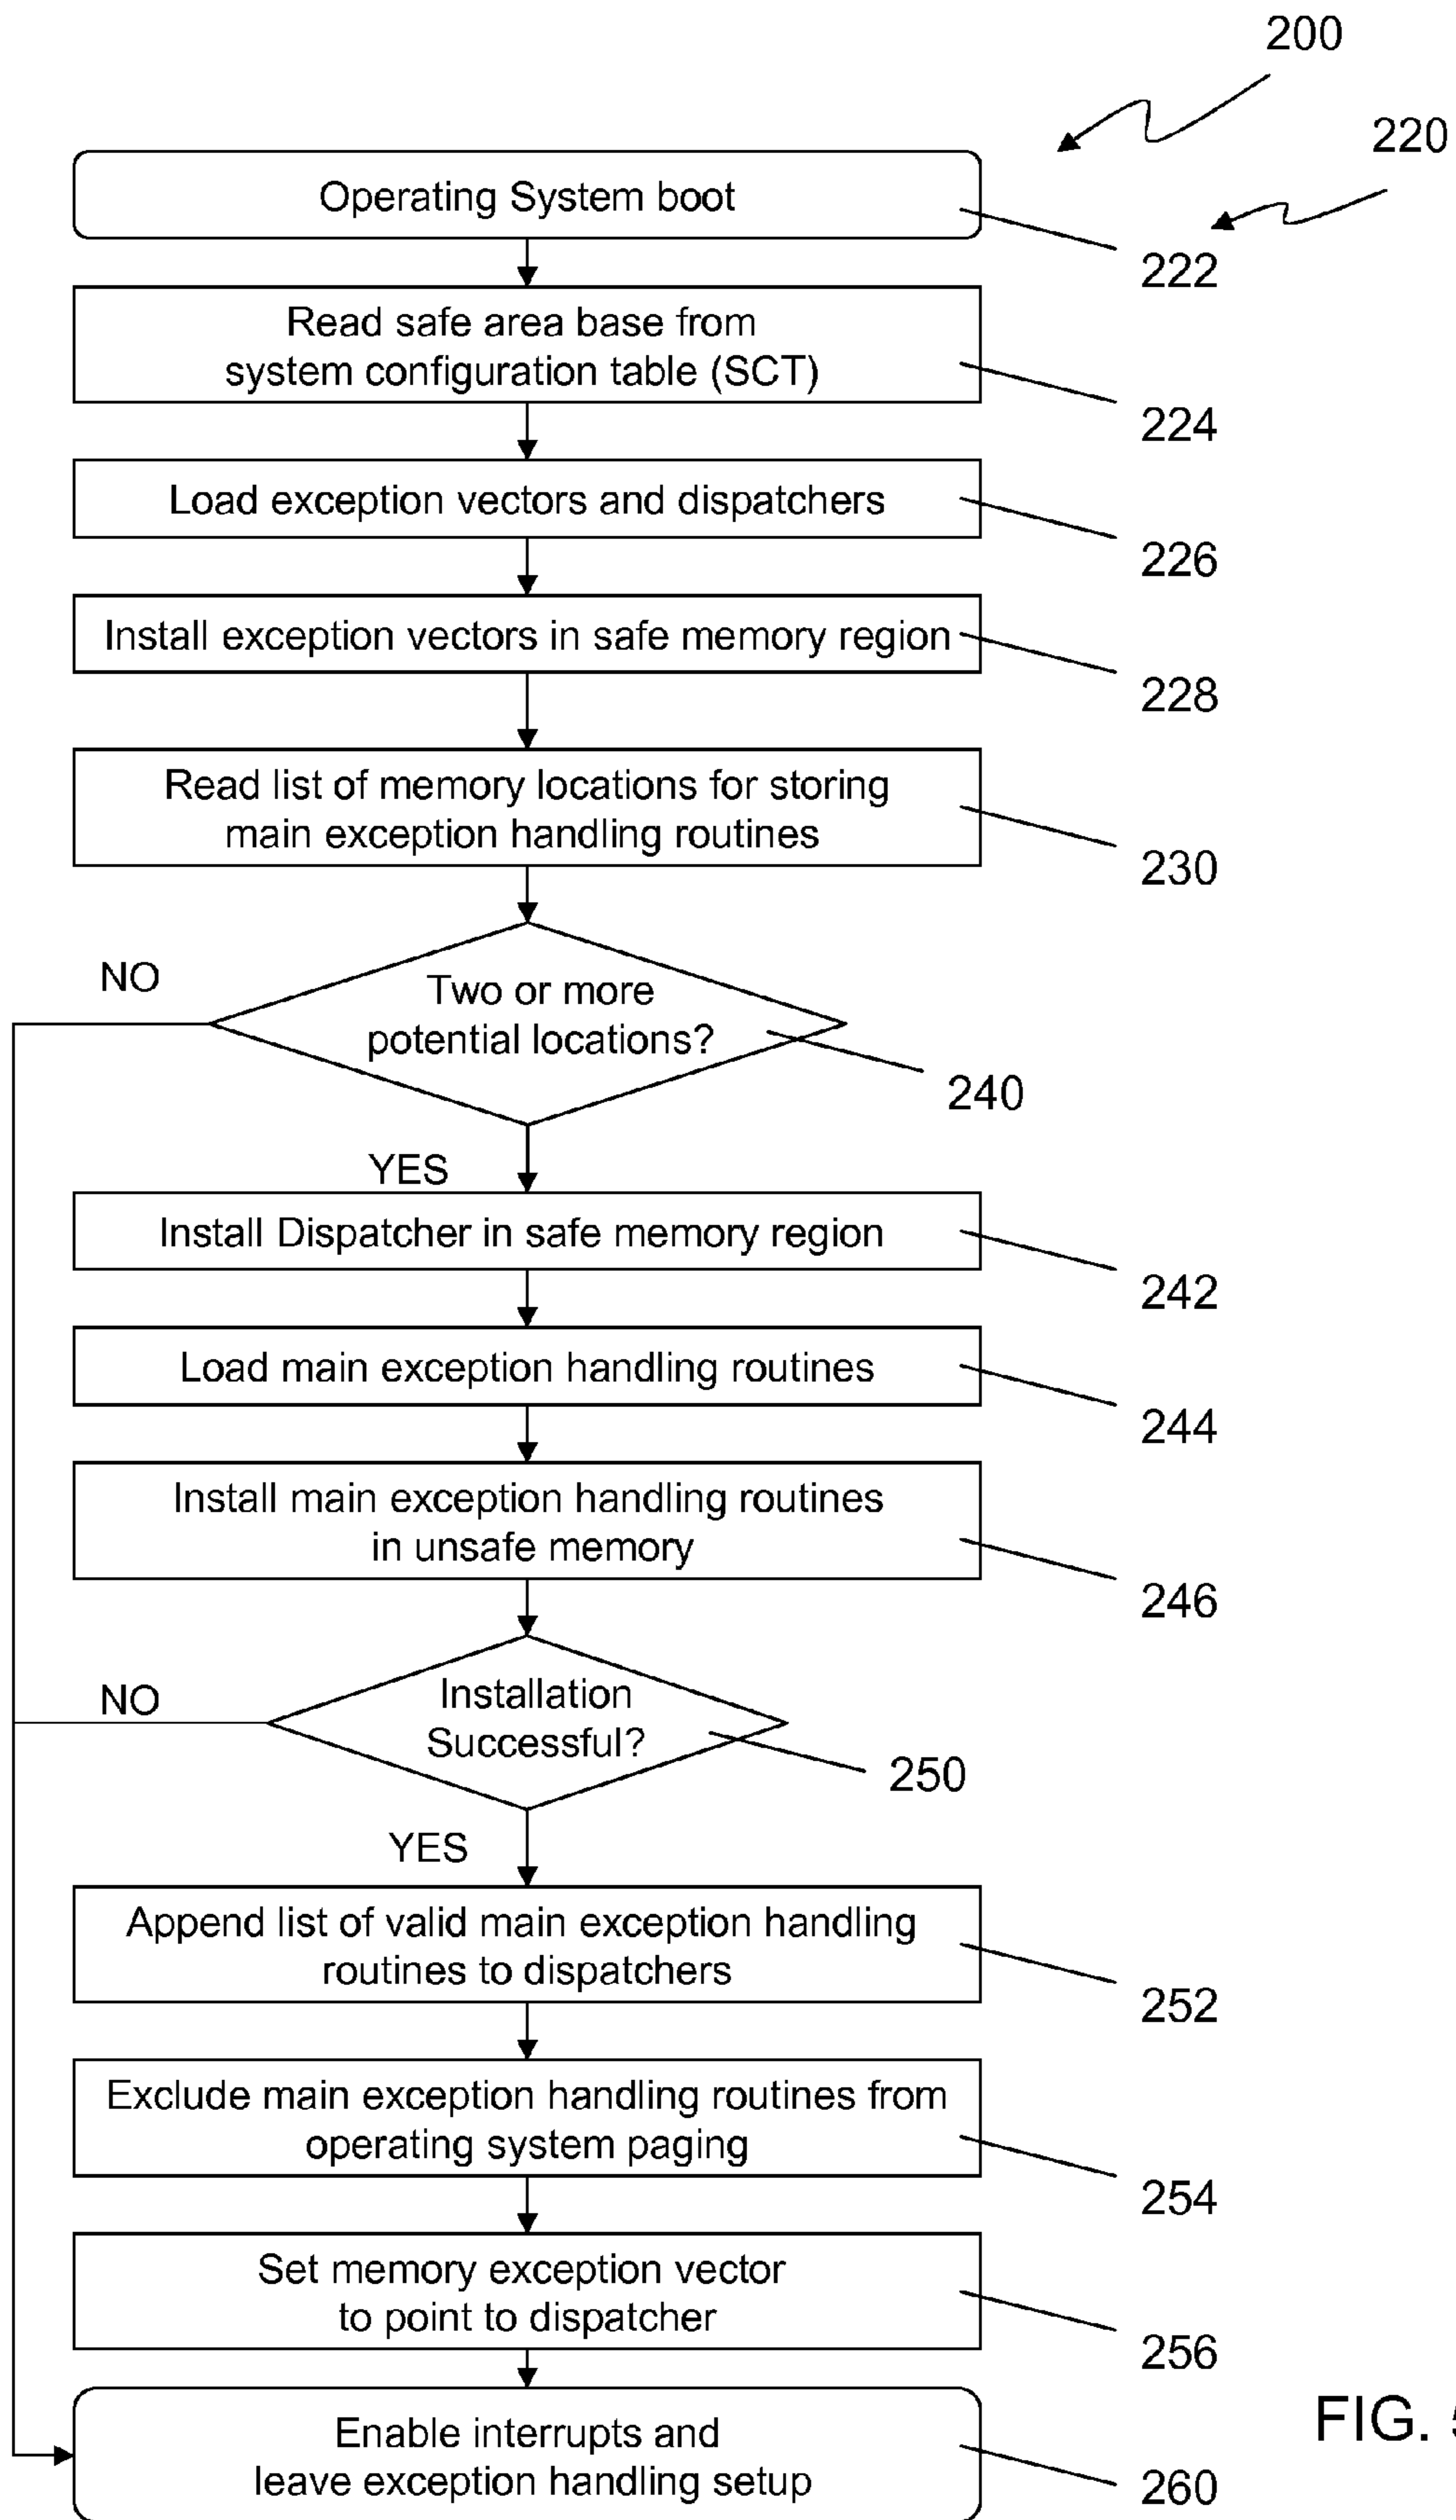 200
220
Operating System boot
222
Read safe area base from
system configuration table (SCT)
224
Load exception vectors and dispatchers
226
Install exception vectors in safe memory region
228
Read list of memory locations for storing
main exception handling routines
230
NO
Two or more
potential locations?
240
YES
Install Dispatcher in safe memory region
242
Load main exception handling routines
244
Install main exception handling routines
in unsafe memory
246
NO
Installation
Successful?
250
YES
Append list of valid main exception handling
routines to dispatchers
252
Exclude main exception handling routines from
operating system paging
254
Set memory exception vector
to point to dispatcher
256
Enable interrupts and
leave exception handling setup
260
FIG. 5